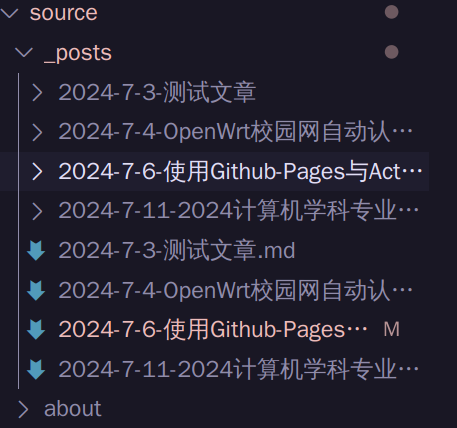 source
_posts
2024-7-3-测试文章
2024-7-4-OpenWrt校园网自动认…
2024-7-6-使用Github-Pages与Act…
2024-7-11-2024计算机学科专业…
2024-7-3-测试文章.md
2024-7-4-OpenWrt校园网自动认…
2024-7-6-使用Github-Pages… M
2024-7-11-2024计算机学科专业…
about